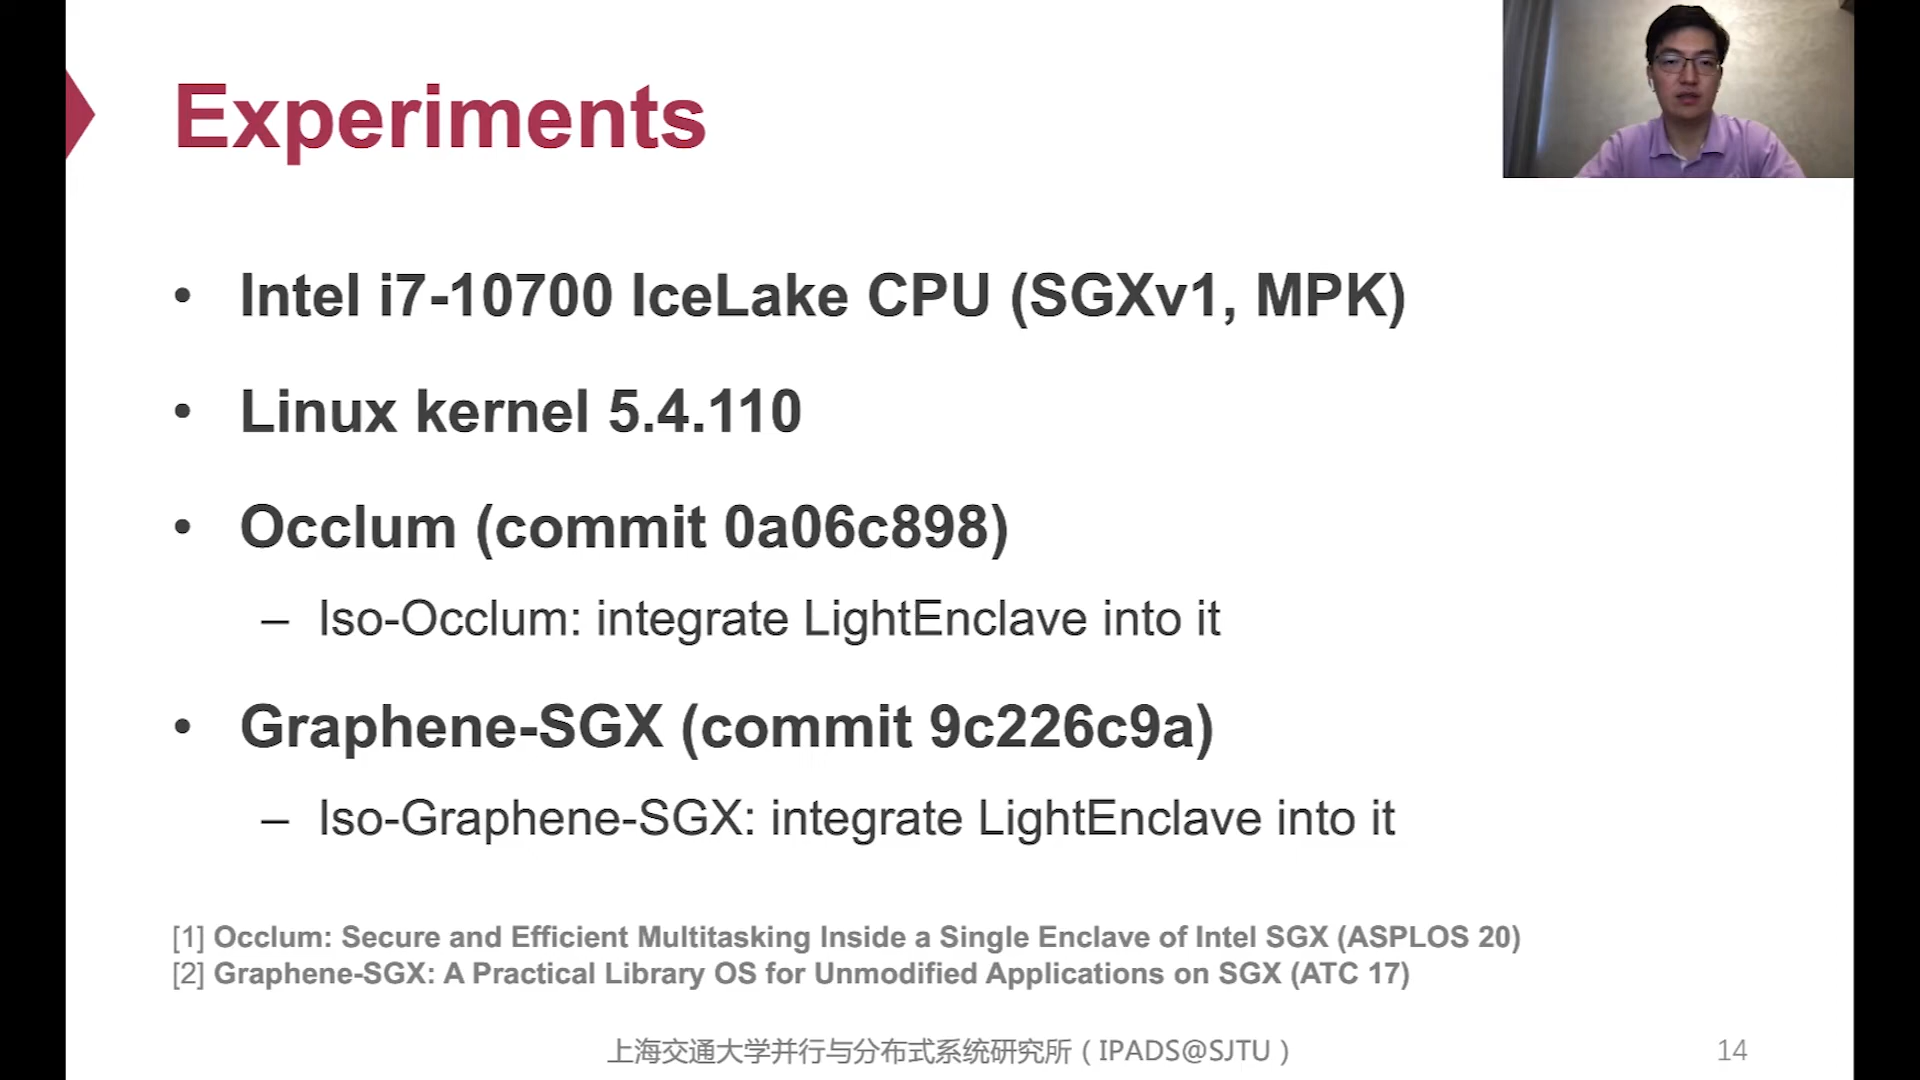 Experiments
• Intel i7-10700 IceLake CPU (SGXv1, MPK)
• Linux kernel 5.4.110
• Occlum (commit 0a06c898)
– Iso-Occlum: integrate LightEnclave into it
• Graphene-SGX (commit 9c226c9a)
– Iso-Graphene-SGX: integrate LightEnclave into it
[1] Occlum: Secure and Efficient Multitasking Inside a Single Enclave of Intel SGX (ASPLOS 20)
[2] Graphene-SGX: A Practical Library OS for Unmodified Applications on SGX (ATC 17)
上海交通大学并行与分布式系统研究所（IPADS@SJTU）
14